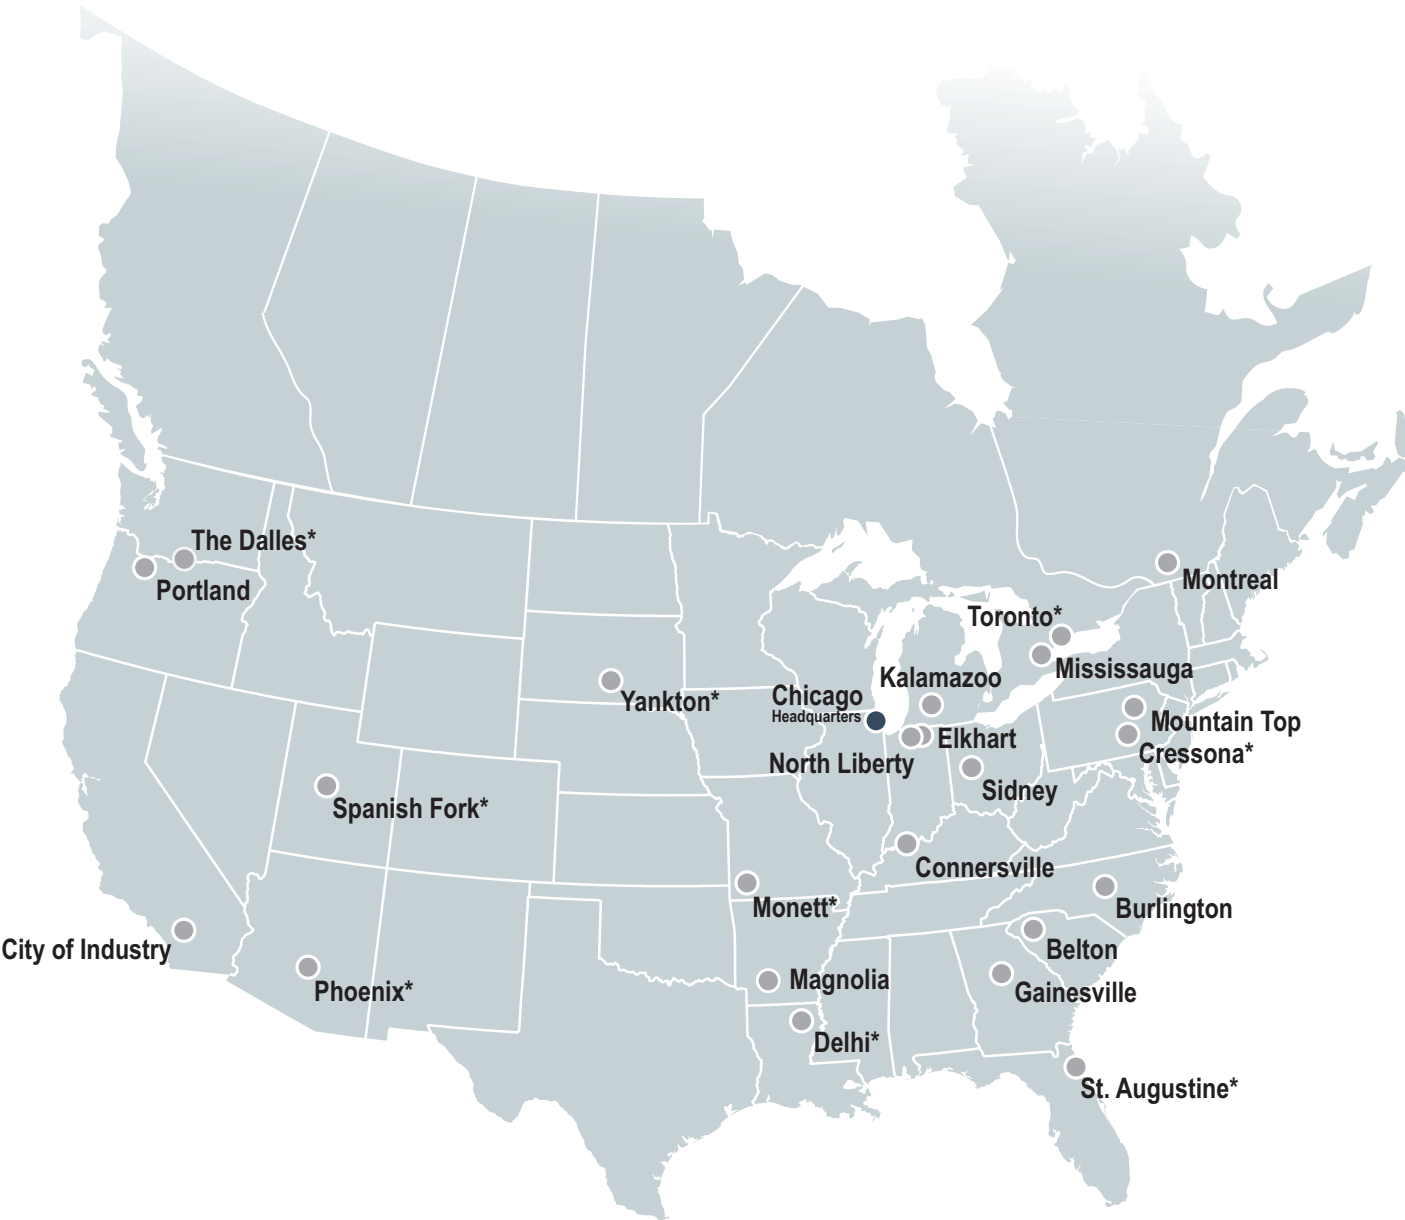 The Dalles*
Portland
Montreal
Toronto*
Mississauga
Kalamazoo
Yankton*
Chicago
Headquarters
Mountain Top
Elkhart
Cressona*
North Liberty
Sidney
Spanish Fork*
Connersville
Monett*
Burlington
City of Industry
Belton
Magnolia
Phoenix*
Gainesville
Delhi*
St. Augustine*